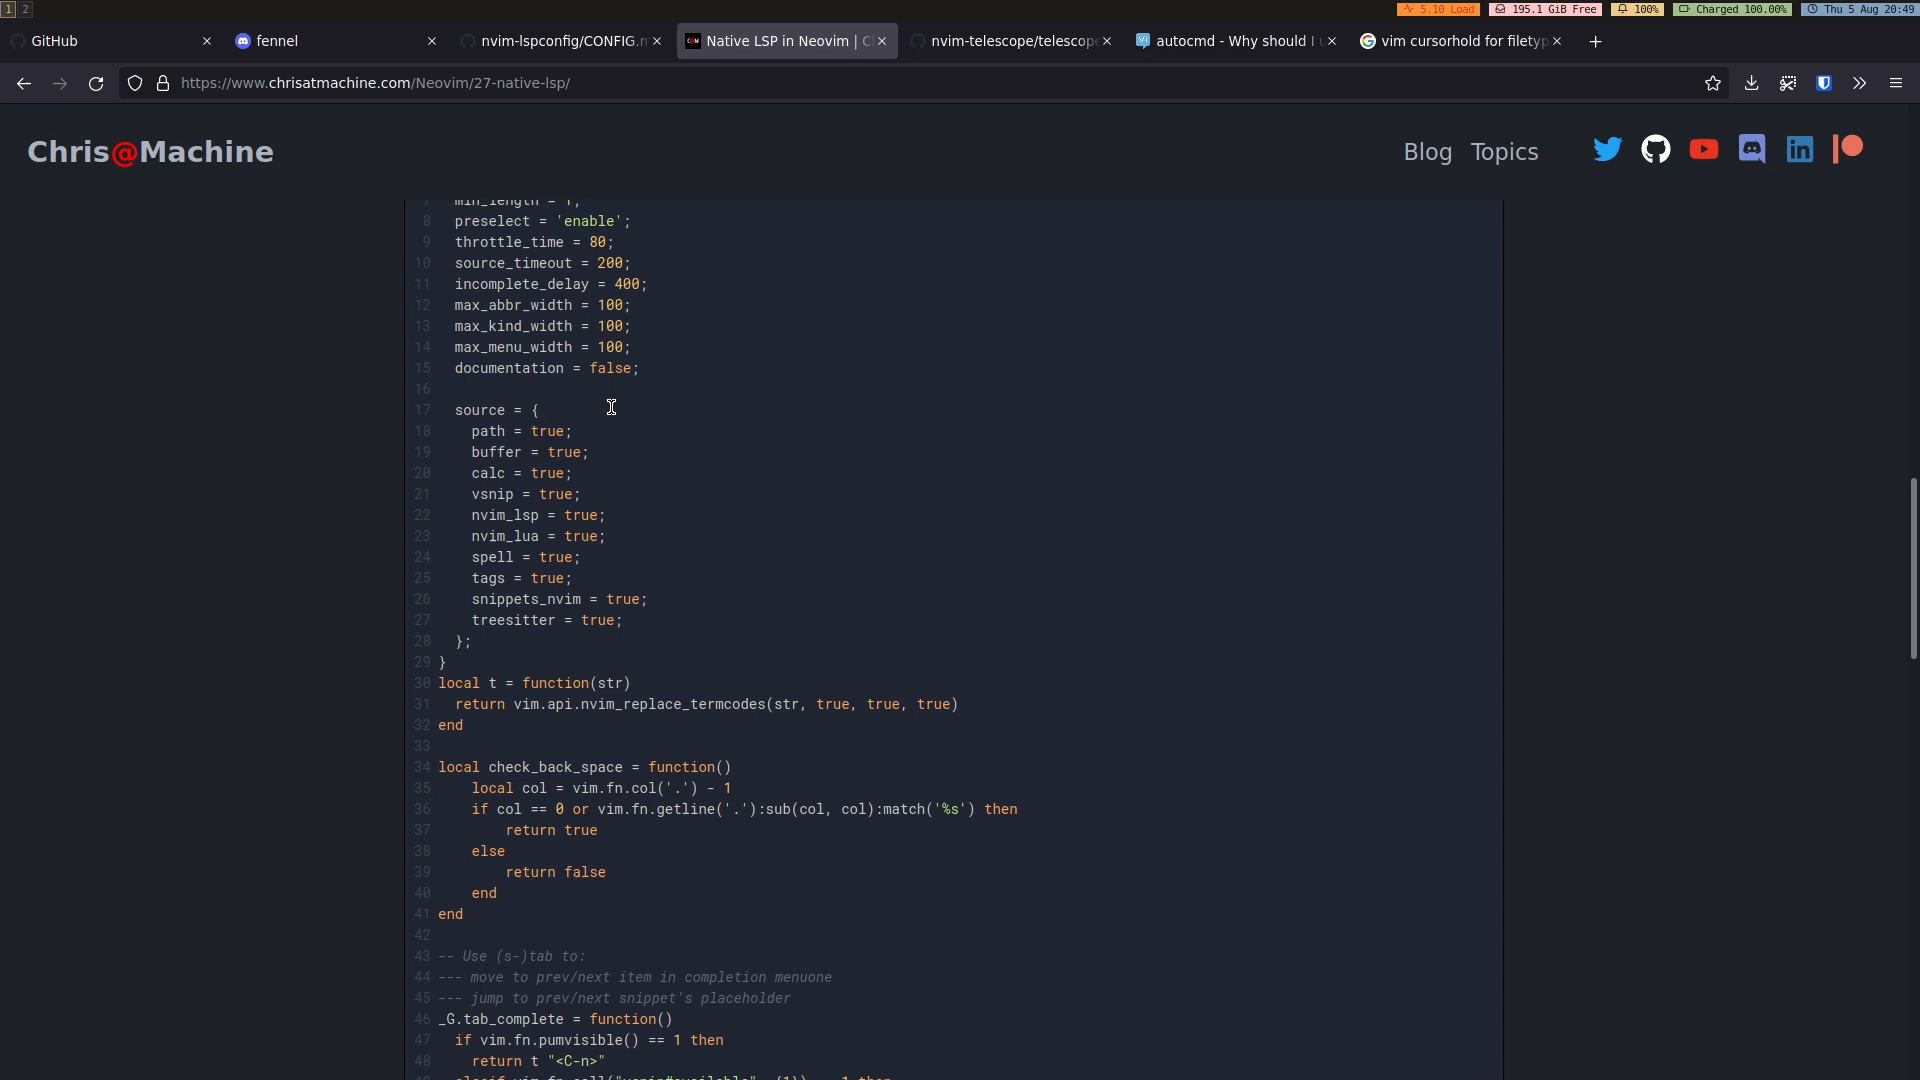 1 2
5.10 Load 195.1 GiB Free 100% Charged 100.00% Thu 5 Aug 20:49
GitHub fennel nvim-lspconfig/CONFIG.m Native LSP in Neovim | C nvim-telescope/telescope autocmd - Why should I u vim cursorhold for filetyp
https://www.chrisatmachine.com/Neovim/27-native-lsp/
Chris@Machine Blog Topics
7 min_length = 1;
8 preselect = 'enable';
9 throttle_time = 80;
10 source_timeout = 200;
11 incomplete_delay = 400;
12 max_abbr_width = 100;
13 max_kind_width = 100;
14 max_menu_width = 100;
15 documentation = false;
16
17 source = {
18 path = true;
19 buffer = true;
20 calc = true;
21 vsnip = true;
22 nvim_lsp = true;
23 nvim_lua = true;
24 spell = true;
25 tags = true;
26 snippets_nvim = true;
27 treesitter = true;
28 };
29 }
30 local t = function(str)
31 return vim.api.nvim_replace_termcodes(str, true, true, true)
32 end
33
34 local check_back_space = function()
35 local col = vim.fn.col('.') - 1
36 if col == 0 or vim.fn.getline('.'):sub(col, col):match('%s') then
37 return true
38 else
39 return false
40 end
41 end
42
43 -- Use (s-)tab to:
44 --- move to prev/next item in completion menuone
45 --- jump to prev/next snippet's placeholder
46 _G.tab_complete = function()
47 if vim.fn.pumvisible() == 1 then
48 return t "<C-n>"